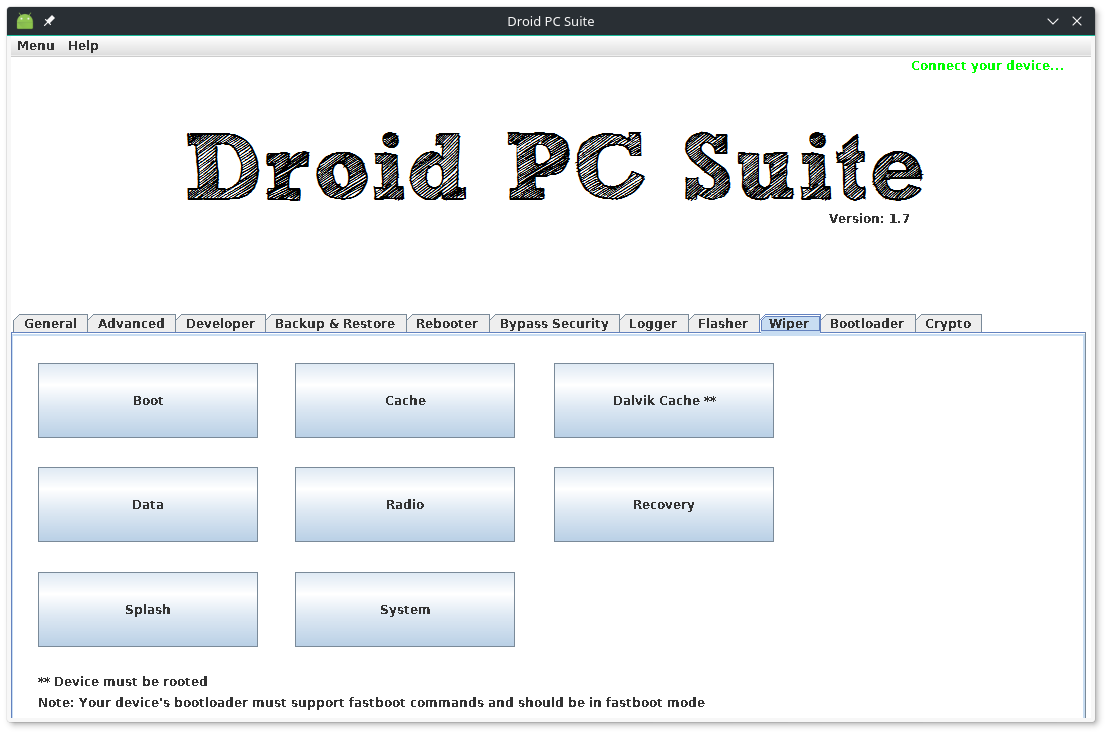 Droid PC Suite
Menu Help
Connect your device...
Droid PC Suite
Version: 1.7
General Advanced Developer Backup & Restore Rebooter Bypass Security Logger Flasher Wiper Bootloader Crypto
Boot Cache Dalvik Cache **
Data Radio Recovery
Splash System
** Device must be rooted
Note: Your device's bootloader must support fastboot commands and should be in fastboot mode